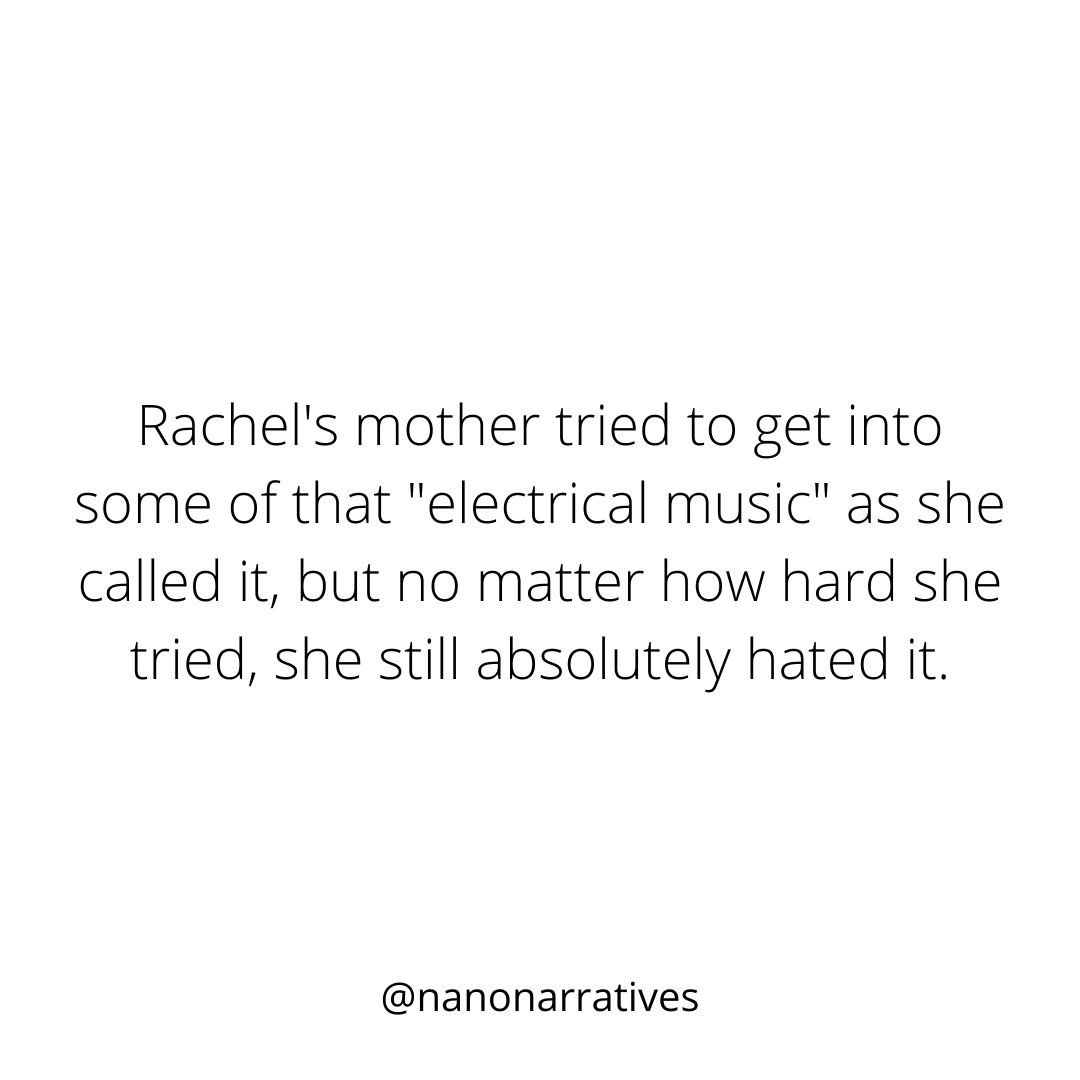 Rachel's mother tried to get into
some of that "electrical music" as she
called it, but no matter how hard she
tried, she still absolutely hated it.
@nanonarratives